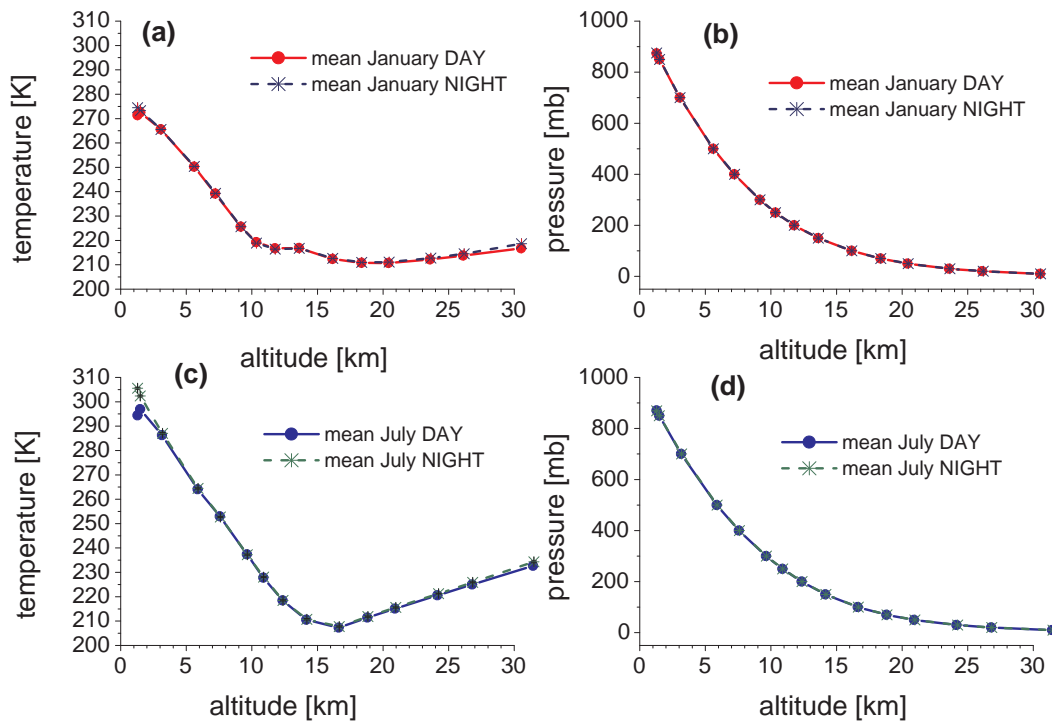 (a)
mean January DAY
mean January NIGHT
temperature [K]
310
300
290
280
270
260
250
240
230
220
210
200
0 5 10 15 20 25 30
altitude [km]
(b)
mean January DAY
mean January NIGHT
pressure [mb]
1000
800
600
400
200
0
0 5 10 15 20 25 30
altitude [km]
(c)
mean July DAY
mean July NIGHT
temperature [K]
310
300
290
280
270
260
250
240
230
220
210
200
0 5 10 15 20 25 30
altitude [km]
(d)
mean July DAY
mean July NIGHT
pressure [mb]
1000
800
600
400
200
0
0 5 10 15 20 25 30
altitude [km]